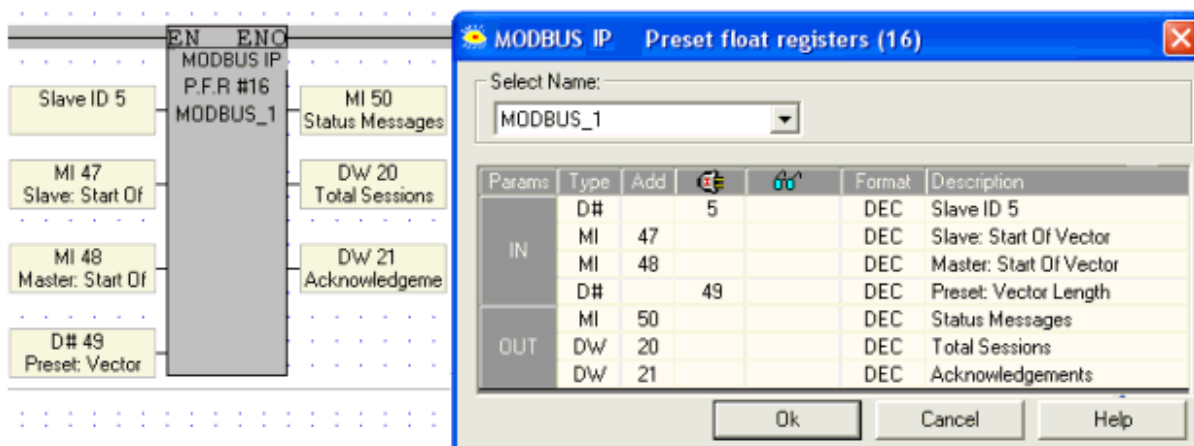 EN ENO
MODBUS IP
P.F.R #16
MODBUS_1
Slave ID 5
MI 47
Slave: Start Of
MI 48
Master: Start Of
D# 49
Preset: Vector
MI 50
Status Messages
DW 20
Total Sessions
DW 21
Acknowledgeme
MODBUS IP Preset float registers (16)
Select Name:
MODBUS_1
Params Type Add Format Description
IN
D# 5 DEC Slave ID 5
MI 47 DEC Slave: Start Of Vector
MI 48 DEC Master: Start Of Vector
D# 49 DEC Preset: Vector Length
OUT
MI 50 DEC Status Messages
DW 20 DEC Total Sessions
DW 21 DEC Acknowledgements
Ok Cancel Help